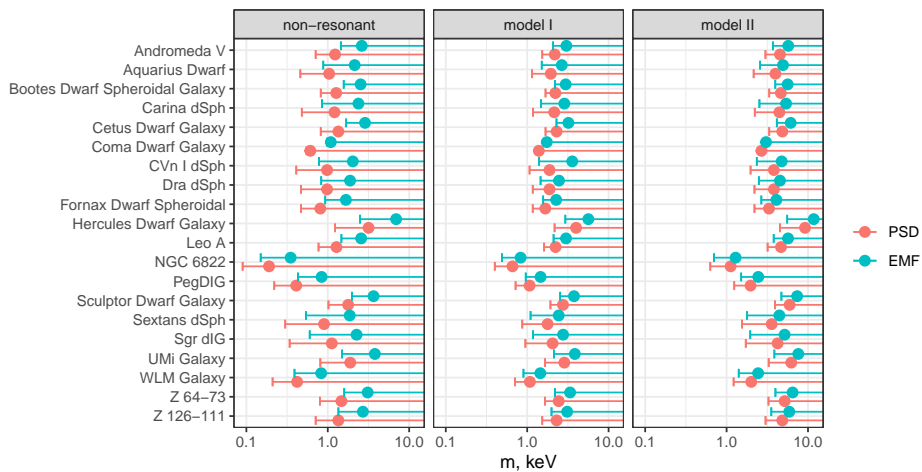 non−resonant
model I
model II
Andromeda V
Aquarius Dwarf
Bootes Dwarf Spheroidal Galaxy
Carina dSph
Cetus Dwarf Galaxy
Coma Dwarf Galaxy
CVn I dSph
Dra dSph
Fornax Dwarf Spheroidal
Hercules Dwarf Galaxy
Leo A
NGC 6822
PegDIG
Sculptor Dwarf Galaxy
Sextans dSph
Sgr dIG
UMi Galaxy
WLM Galaxy
Z 64−73
Z 126−111
PSD
EMF
0.1 1.0 10.0 0.1 1.0 10.0 0.1 1.0 10.0
m, keV